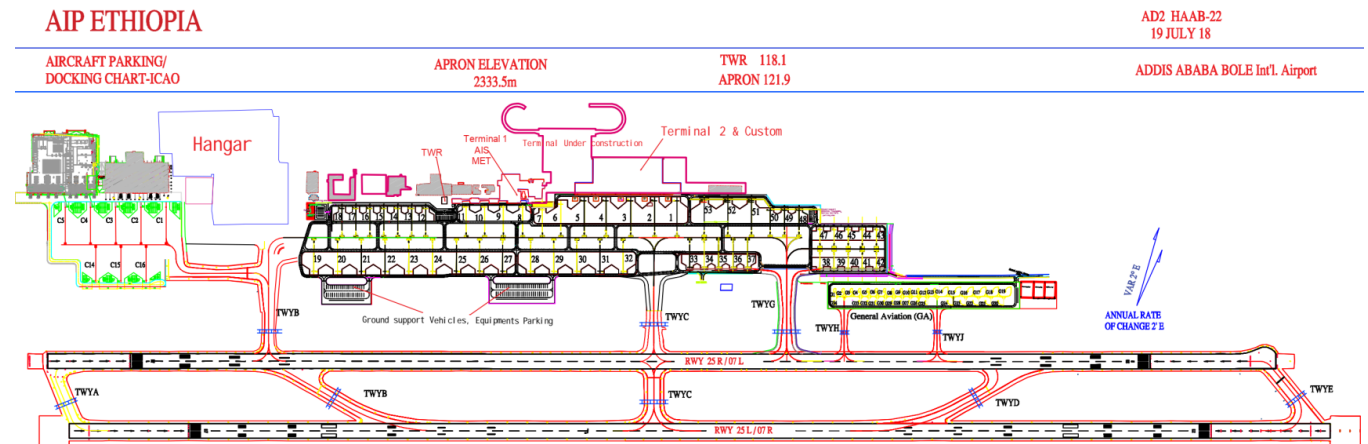 AIP ETHIOPIA
AD2 HAAB-22
19 JULY 18
AIRCRAFT PARKING/
DOCKING CHART-ICAO
APRON ELEVATION
2333.5m
TWR 118.1
APRON 121.9
ADDIS ABABA BOLE Int'l. Airport
Hangar
TWR
Terminal 1
AIS
MET
Terminal Under construction
Terminal 2 & Custom
C5 C4 C2 C1
C14 C15 C16
18 17 16 15 14 13 12 11 10 9 8 7 6 5 4 3 2 1 53 52 51 50 49 48
47 46 45 44 43
19 20 21 22 23 24 25 26 27 28 29 30 31 32 33 34 35 36 37 38 39 40 41 42
Ground support Vehicles, Equipments Parking
General Aviation (GA)
TWYB
TWYC
TWYG
TWYH
TWYJ
VAR 2° E
ANNUAL RATE
OF CHANGE 2' E
RWY 25 R / 07 L
TWYA
TWYB
TWYC
TWYD
TWYE
RWY 25 L / 07 R